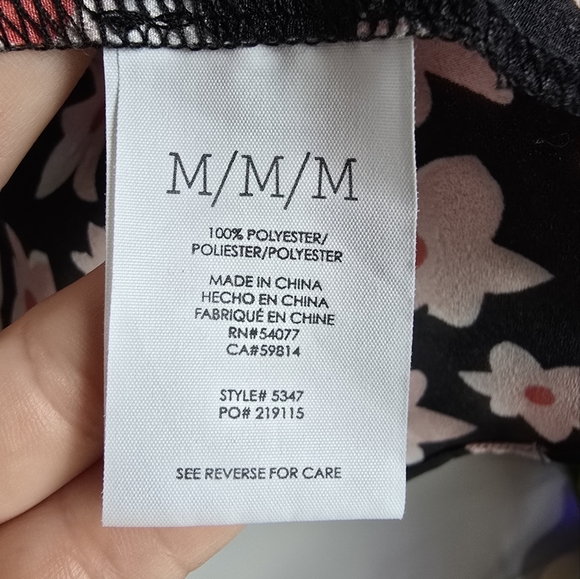 M/M/M
100% POLYESTER/
POLIESTER/POLYESTER
MADE IN CHINA
HECHO EN CHINA
FABRIQUÉ EN CHINE
RN#54077
CA#59814
STYLE# 5347
PO# 219115
SEE REVERSE FOR CARE